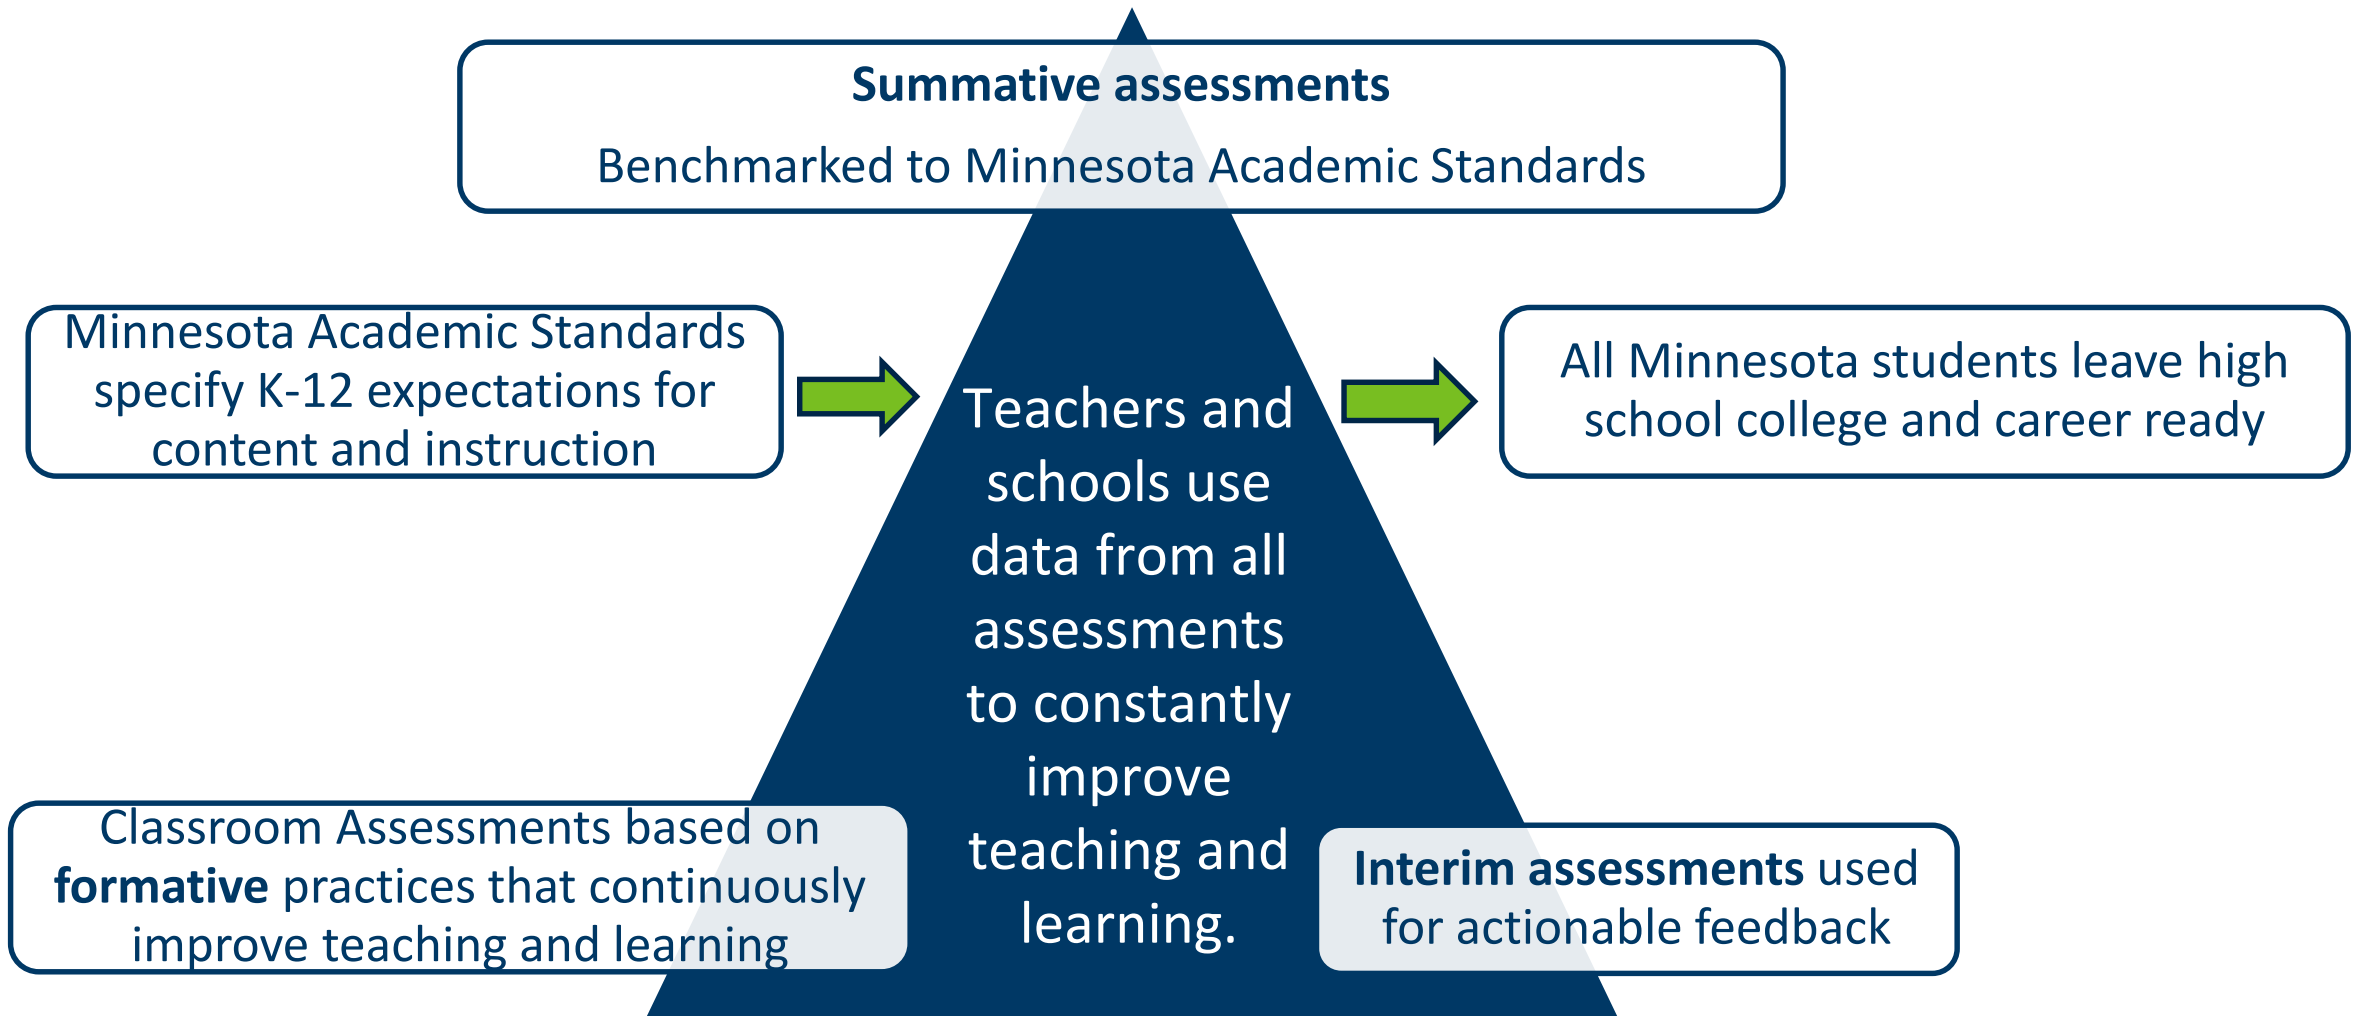 Summative assessments
Benchmarked to Minnesota Academic Standards
Minnesota Academic Standards
specify K-12 expectations for
content and instruction
Teachers and
schools use
data from all
assessments
to constantly
improve
teaching and
learning.
All Minnesota students leave high
school college and career ready
Classroom Assessments based on
formative practices that continuously
improve teaching and learning
Interim assessments used
for actionable feedback